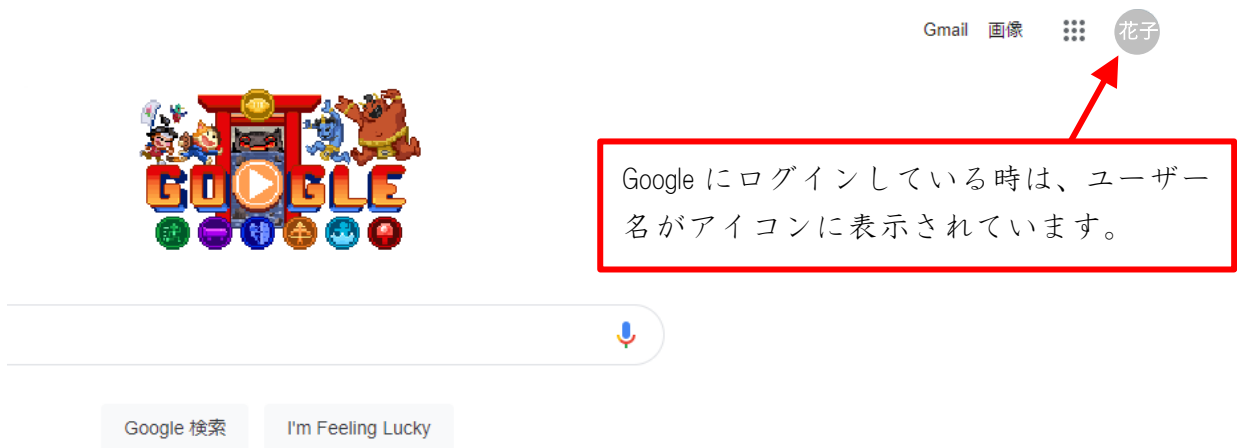 Gmail 画像 花子
GOOGLE
Google にログインしている時は、ユーザー
名がアイコンに表示されています。
Google 検索 I'm Feeling Lucky